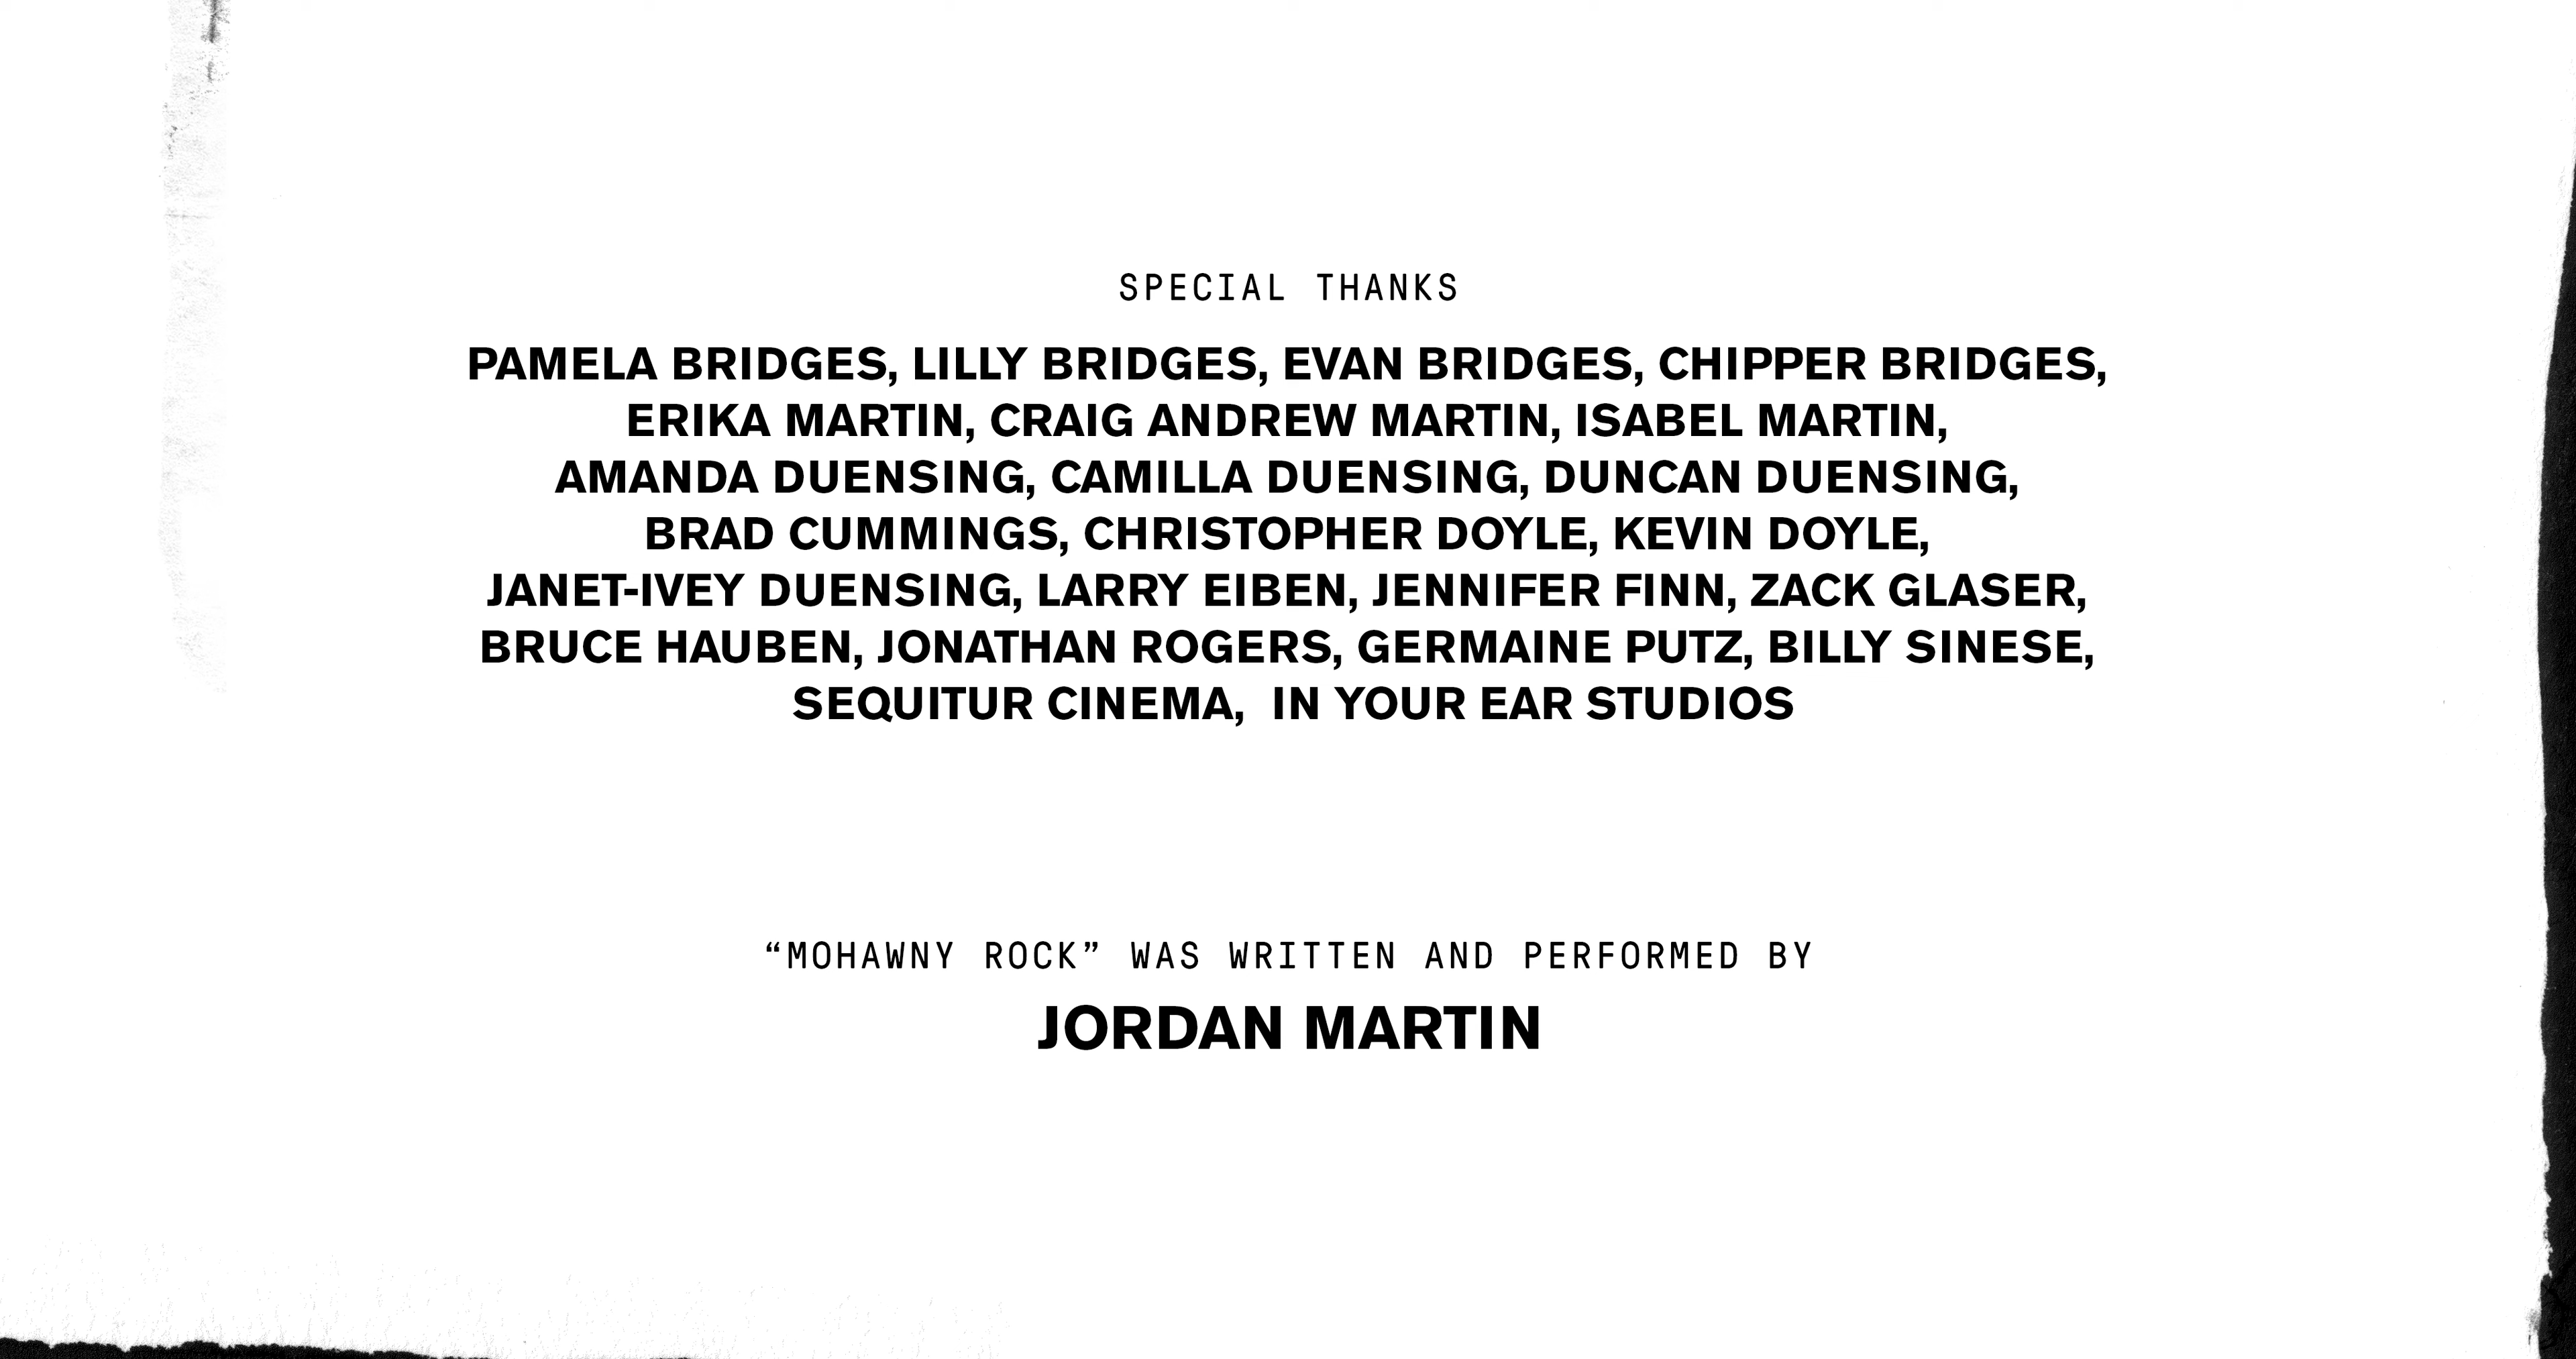 SPECIAL THANKS
PAMELA BRIDGES, LILLY BRIDGES, EVAN BRIDGES, CHIPPER BRIDGES,
ERIKA MARTIN, CRAIG ANDREW MARTIN, ISABEL MARTIN,
AMANDA DUENSING, CAMILLA DUENSING, DUNCAN DUENSING,
BRAD CUMMINGS, CHRISTOPHER DOYLE, KEVIN DOYLE,
JANET-IVEY DUENSING, LARRY EIBEN, JENNIFER FINN, ZACK GLASER,
BRUCE HAUBEN, JONATHAN ROGERS, GERMAINE PUTZ, BILLY SINESE,
SEQUITUR CINEMA,  IN YOUR EAR STUDIOS
“MOHAWNY ROCK” WAS WRITTEN AND PERFORMED BY
JORDAN MARTIN